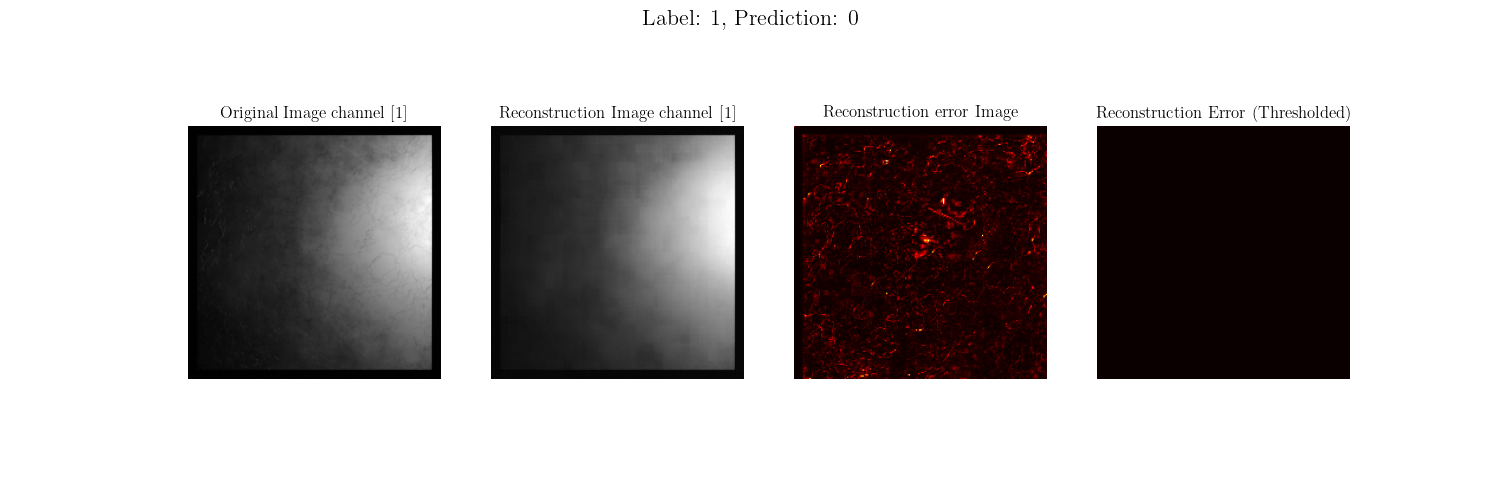 Label: 1, Prediction: 0
Original Image channel [1]
Reconstruction Image channel [1]
Reconstruction error Image
Reconstruction Error (Thresholded)